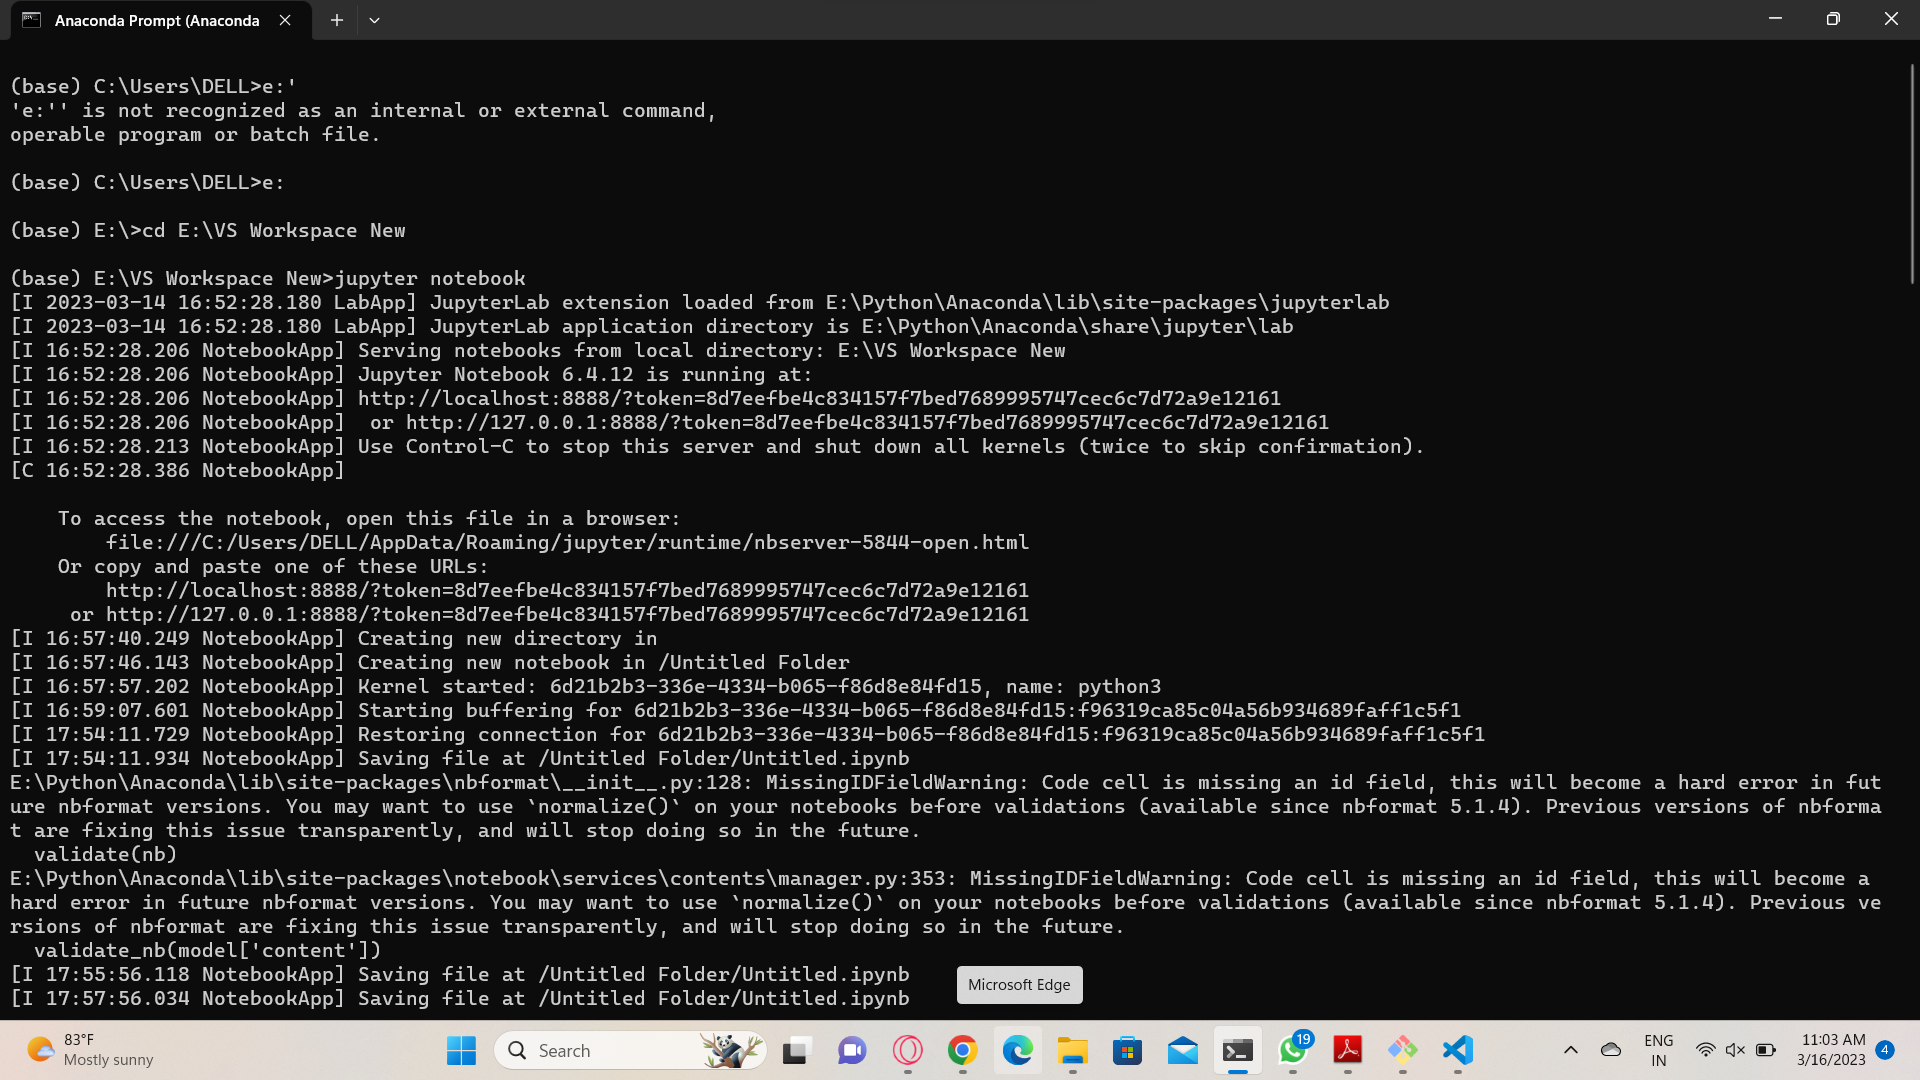 Anaconda Prompt (Anaconda
(base) C:\Users\DELL>e:'
'e:'' is not recognized as an internal or external command,
operable program or batch file.
(base) C:\Users\DELL>e:
(base) E:\>cd E:\VS Workspace New
(base) E:\VS Workspace New>jupyter notebook
[I 2023-03-14 16:52:28.180 LabApp] JupyterLab extension loaded from E:\Python\Anaconda\lib\site-packages\jupyterlab
[I 2023-03-14 16:52:28.180 LabApp] JupyterLab application directory is E:\Python\Anaconda\share\jupyter\lab
[I 16:52:28.206 NotebookApp] Serving notebooks from local directory: E:\VS Workspace New
[I 16:52:28.206 NotebookApp] Jupyter Notebook 6.4.12 is running at:
[I 16:52:28.206 NotebookApp] http://localhost:8888/?token=8d7eefbe4c834157f7bed7689995747cec6c7d72a9e12161
[I 16:52:28.206 NotebookApp]  or http://127.0.0.1:8888/?token=8d7eefbe4c834157f7bed7689995747cec6c7d72a9e12161
[I 16:52:28.213 NotebookApp] Use Control-C to stop this server and shut down all kernels (twice to skip confirmation).
[C 16:52:28.386 NotebookApp]
To access the notebook, open this file in a browser:
file:///C:/Users/DELL/AppData/Roaming/jupyter/runtime/nbserver-5844-open.html
Or copy and paste one of these URLs:
http://localhost:8888/?token=8d7eefbe4c834157f7bed7689995747cec6c7d72a9e12161
or http://127.0.0.1:8888/?token=8d7eefbe4c834157f7bed7689995747cec6c7d72a9e12161
[I 16:57:40.249 NotebookApp] Creating new directory in
[I 16:57:46.143 NotebookApp] Creating new notebook in /Untitled Folder
[I 16:57:57.202 NotebookApp] Kernel started: 6d21b2b3-336e-4334-b065-f86d8e84fd15, name: python3
[I 16:59:07.601 NotebookApp] Starting buffering for 6d21b2b3-336e-4334-b065-f86d8e84fd15:f96319ca85c04a56b934689faff1c5f1
[I 17:54:11.729 NotebookApp] Restoring connection for 6d21b2b3-336e-4334-b065-f86d8e84fd15:f96319ca85c04a56b934689faff1c5f1
[I 17:54:11.934 NotebookApp] Saving file at /Untitled Folder/Untitled.ipynb
E:\Python\Anaconda\lib\site-packages\nbformat\__init__.py:128: MissingIDFieldWarning: Code cell is missing an id field, this will become a hard error in fut
ure nbformat versions. You may want to use `normalize()` on your notebooks before validations (available since nbformat 5.1.4). Previous versions of nbforma
t are fixing this issue transparently, and will stop doing so in the future.
validate(nb)
E:\Python\Anaconda\lib\site-packages\notebook\services\contents\manager.py:353: MissingIDFieldWarning: Code cell is missing an id field, this will become a
hard error in future nbformat versions. You may want to use `normalize()` on your notebooks before validations (available since nbformat 5.1.4). Previous ve
rsions of nbformat are fixing this issue transparently, and will stop doing so in the future.
validate_nb(model['content'])
[I 17:55:56.118 NotebookApp] Saving file at /Untitled Folder/Untitled.ipynb
[I 17:57:56.034 NotebookApp] Saving file at /Untitled Folder/Untitled.ipynb
Microsoft Edge
83°F
Mostly sunny
Search
19
ENG
IN
11:03 AM
3/16/2023
4